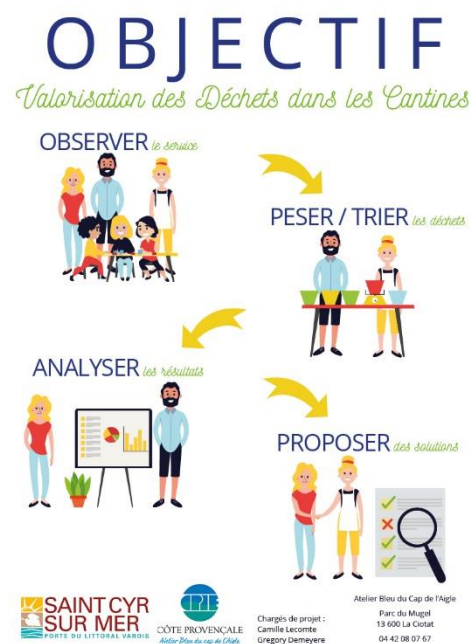 OBJECTIF
Valorisation des Déchets dans les Cantines
OBSERVER le service
PESER / TRIER les déchets
ANALYSER les résultats
PROPOSER des solutions
SAINT CYR
SUR MER
PORTE DU LITTORAL VAROIS
CPIE
CÔTE PROVENÇALE
Atelier Bleu du cap de l'Aigle
Chargés de projet :
Camille Lecomte
Gregory Demeyere
Atelier Bleu du Cap de l'Aigle
Parc du Mugel
13 600 La Ciotat
04 42 08 07 67